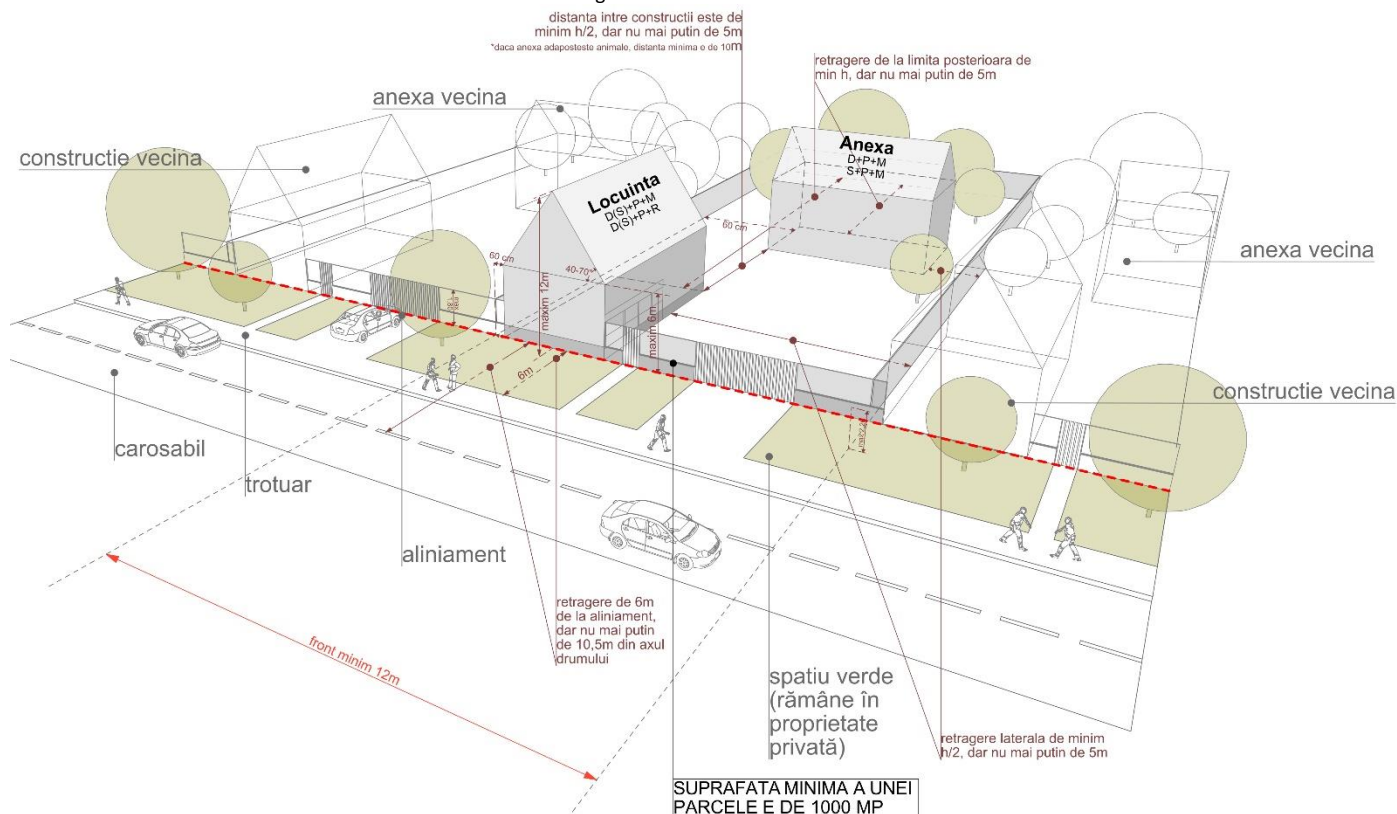 distanta intre constructii este de
minim h/2, dar nu mai putin de 5m
*daca anexa adaposteste animale, distanta minima e de 10m
retragere de la limita posterioara de
min h, dar nu mai putin de 5m
anexa vecina
constructie vecina
Anexa
D+P+M
S+P+M
Locuinta
D(S)+P+M
D(S)+P+R
60 cm
60 cm
40-70°
maxim 12m
maxim 6m
6m
anexa vecina
constructie vecina
carosabil
trotuar
aliniament
retragere de 6m
de la aliniament,
dar nu mai putin
de 10,5m din axul
drumului
front minim 12m
spatiu verde
(rămâne în
proprietate
privată)
retragere laterala de minim
h/2, dar nu mai putin de 5m
SUPRAFATA MINIMA A UNEI
PARCELE E DE 1000 MP